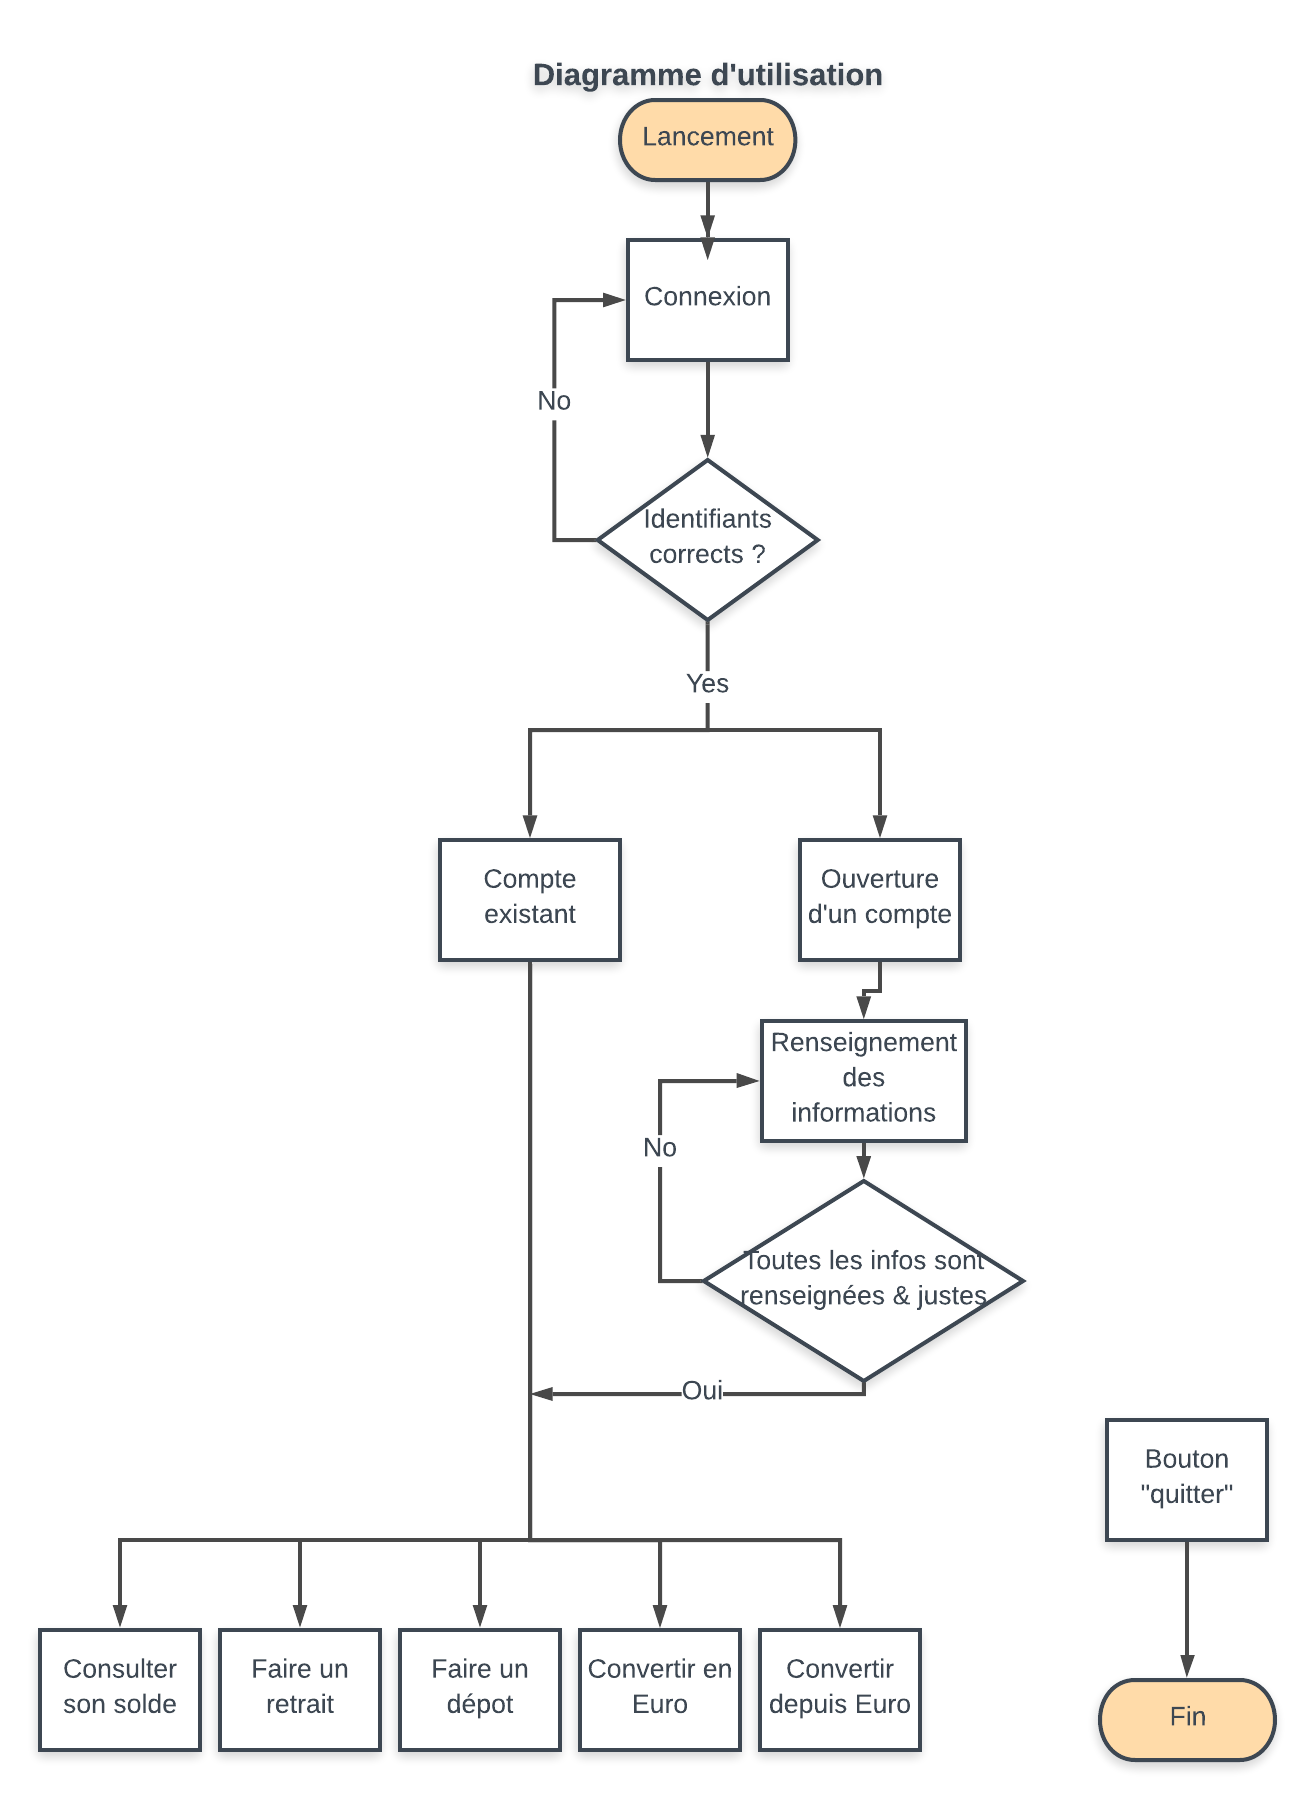 Diagramme d'utilisation
Lancement
Connexion
No
Identifiants
corrects ?
Yes
Compte
existant
Ouverture
d'un compte
Renseignement
des
informations
No
Toutes les infos sont
renseignées & justes
Oui
Bouton
"quitter"
Consulter
son solde
Faire un
retrait
Faire un
dépot
Convertir en
Euro
Convertir
depuis Euro
Fin